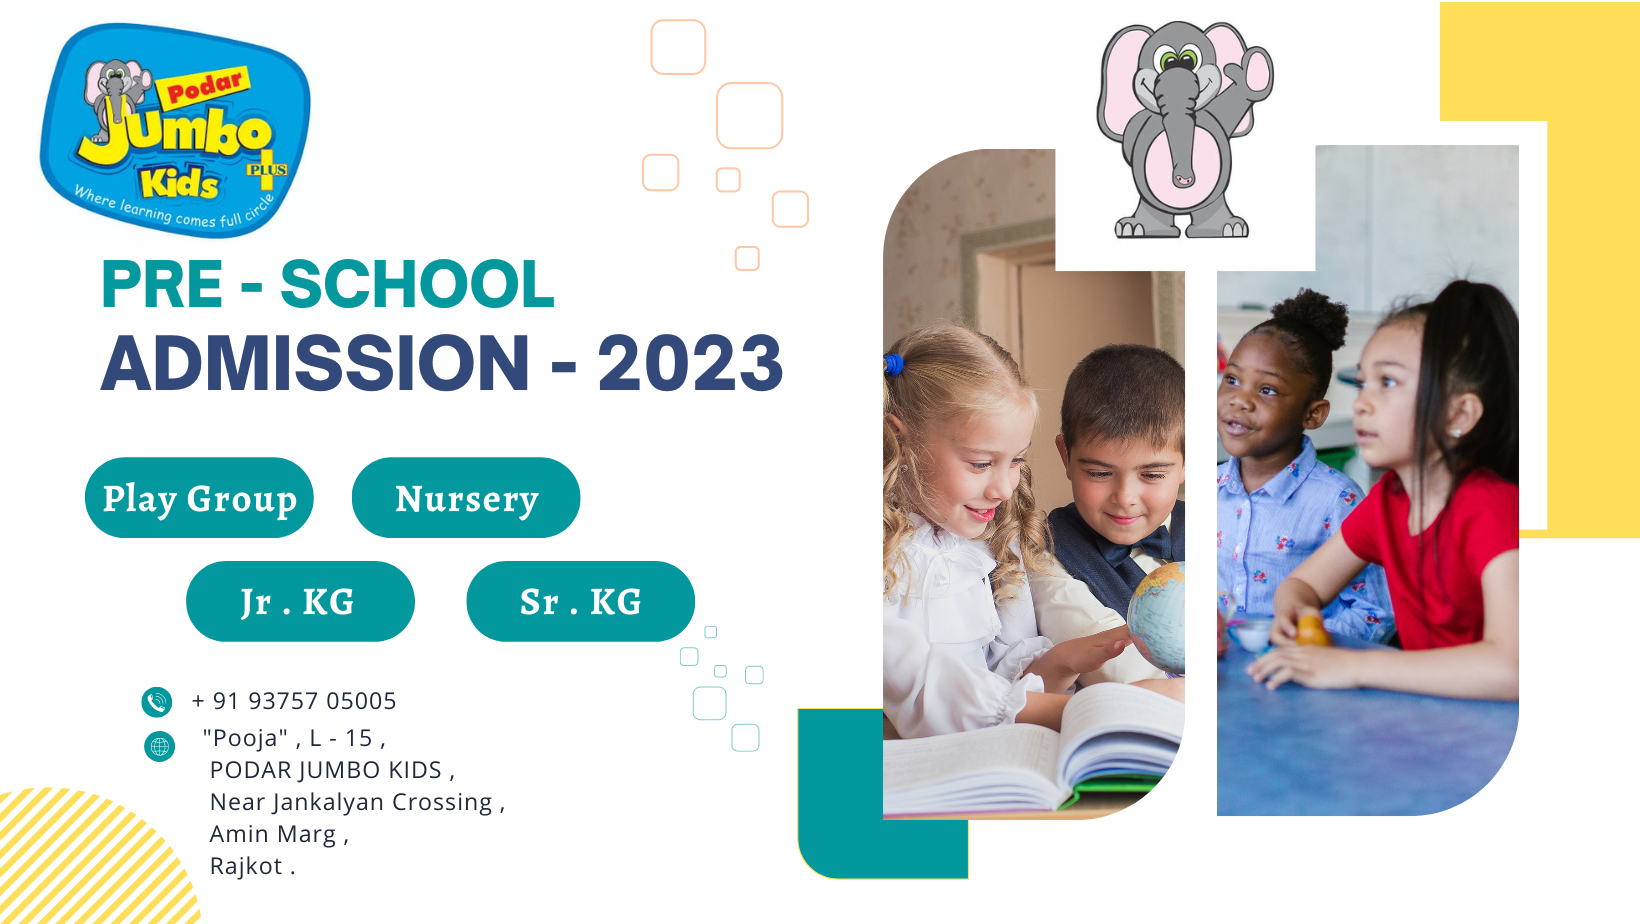 Podar
Jumbo
Kids
PLUS
Where learning comes full circle
PRE - SCHOOL
ADMISSION - 2023
Play Group
Nursery
Jr . KG
Sr . KG
+ 91 93757 05005
"Pooja" , L - 15 ,
PODAR JUMBO KIDS ,
Near Jankalyan Crossing ,
Amin Marg ,
Rajkot .